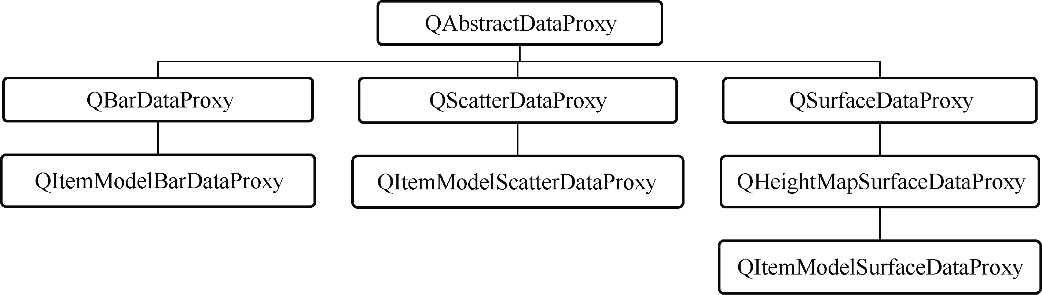 QAbstractDataProxy
QBarDataProxy
QScatterDataProxy
QSurfaceDataProxy
QItemModelBarDataProxy
QItemModelScatterDataProxy
QHeightMapSurfaceDataProxy
QItemModelSurfaceDataProxy